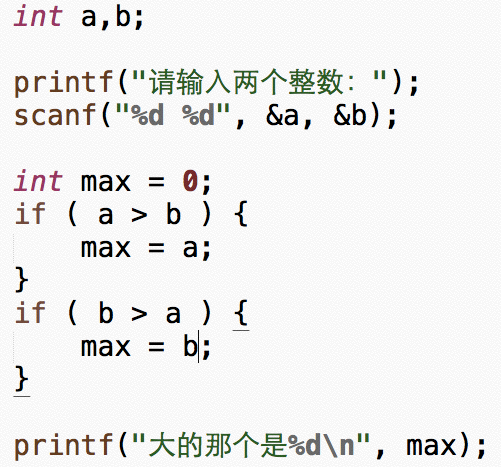 int a,b;
printf("请输入两个整数：");
scanf("%d %d", &a, &b);
int max = 0;
if ( a > b ) {
max = a;
}
if ( b > a ) {
max = b;
}
printf("大的那个是%d\n", max);